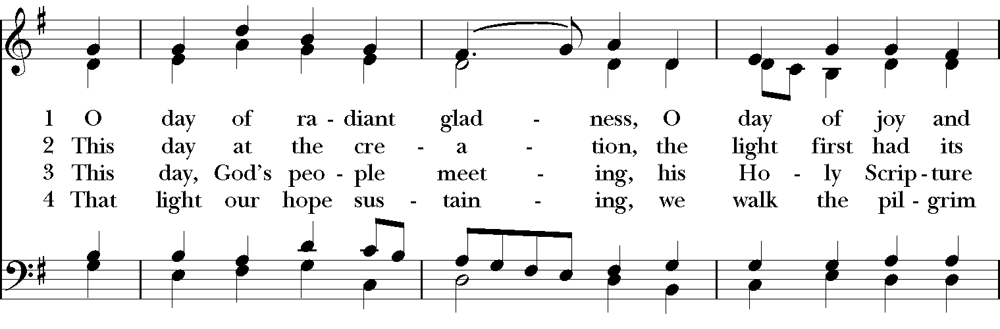 1 O day of ra - diant glad - ness, O day of joy and
2 This day at the cre - a - tion, the light first had its
3 This day, God's peo - ple meet - ing, his Ho - ly Scrip - ture
4 That light our hope sus - tain - ing, we walk the pil - grim